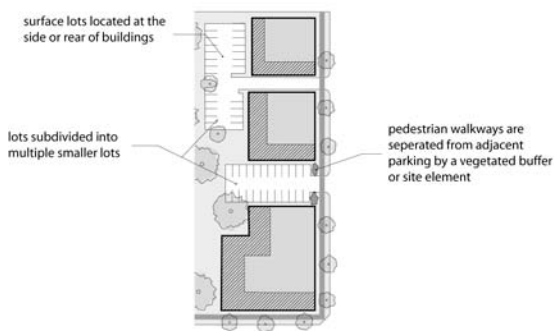 surface lots located at the
side or rear of buildings
lots subdivided into
multiple smaller lots
pedestrian walkways are
seperated from adjacent
parking by a vegetated buffer
or site element